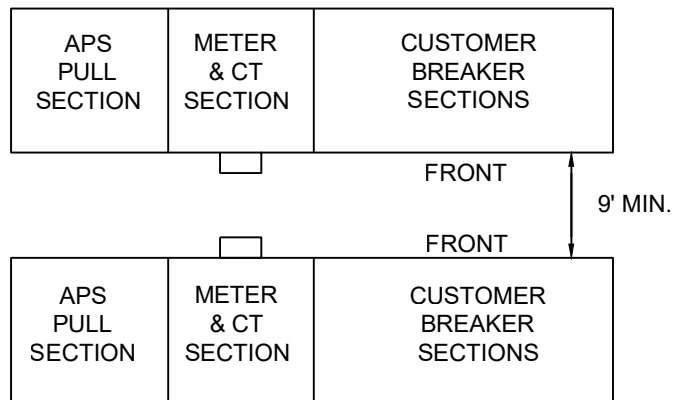 APS
PULL
SECTION
METER
& CT
SECTION
CUSTOMER
BREAKER
SECTIONS
FRONT
9' MIN.
FRONT
APS
PULL
SECTION
METER
& CT
SECTION
CUSTOMER
BREAKER
SECTIONS